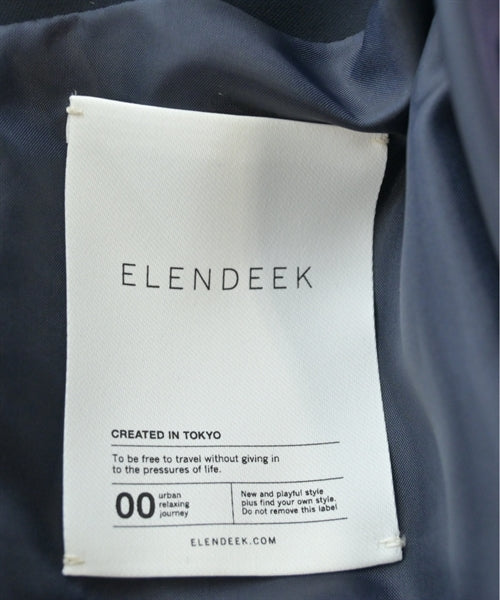 ELENDEEK
CREATED IN TOKYO
To be free to travel without giving in
to the pressures of life.
00
urban
relaxing
journey
New and playful style
plus find your own style.
Do not remove this label
ELENDEEK.COM